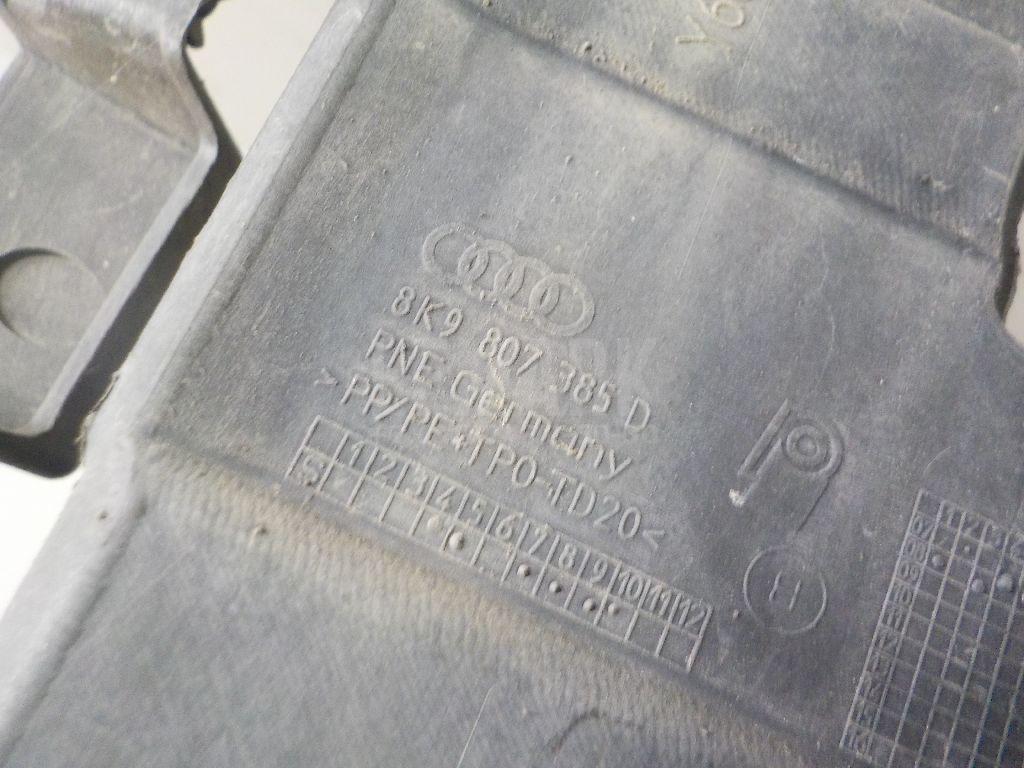 8K9 807 385 D
PNE Germany
>PP/PE+TPO-TD20<
1 2 3 4 5 6 7 8 9 10 11 12
S
H